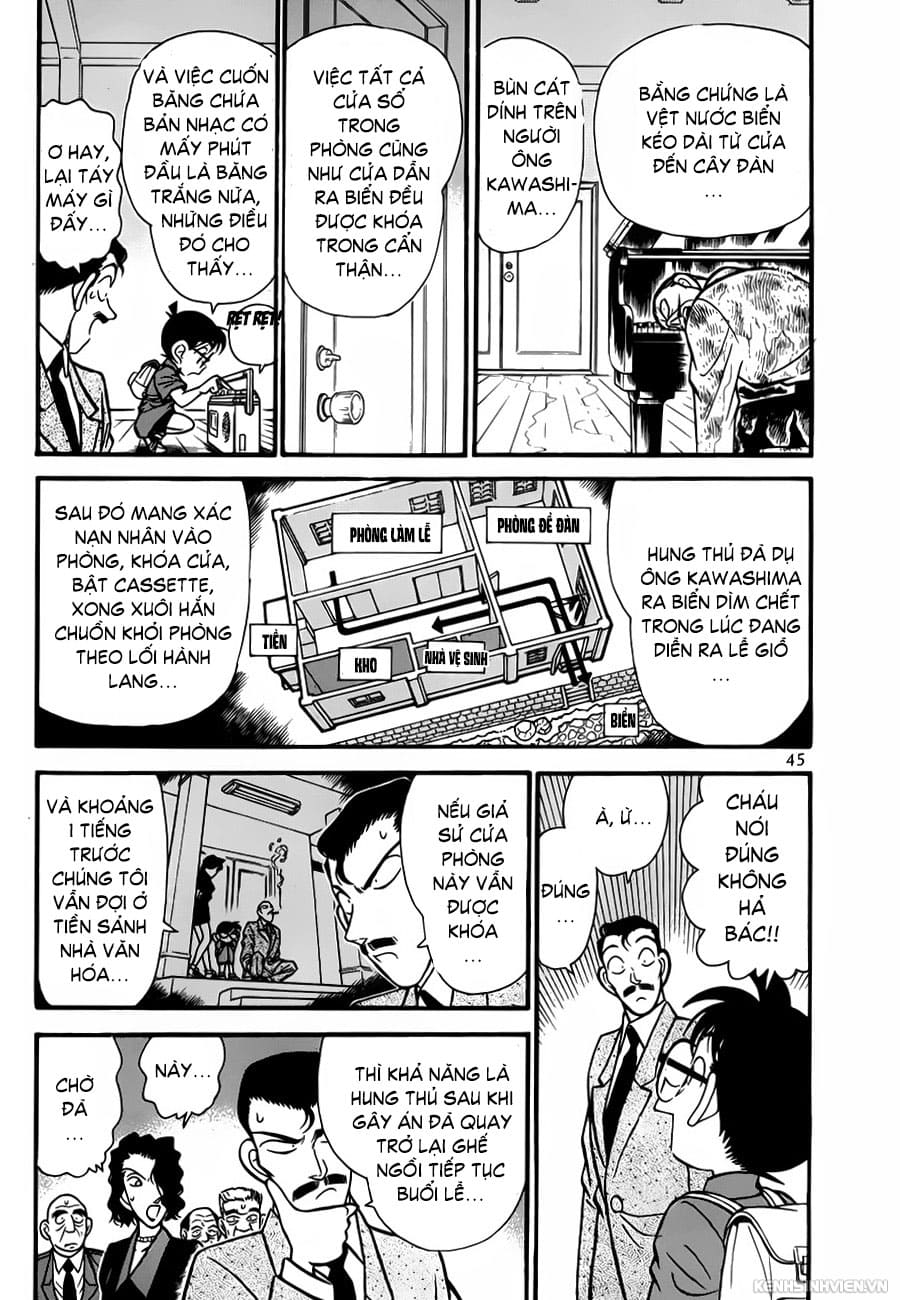 BẰNG CHỨNG LÀ
VỆT NƯỚC BIỂN
KÉO DÀI TỪ CỬA
ĐẾN CÂY ĐÀN
...
BÙN CÁT
DÍNH TRÊN
NGƯỜI
ÔNG
KAWASHI-
MA...
VIỆC TẤT CẢ
CỬA SỔ
TRONG
PHÒNG CŨNG
NHƯ CỬA DẪN
RA BIỂN ĐỀU
ĐƯỢC KHÓA
TRONG CẨN
THẬN...
VÀ VIỆC CUỐN
BĂNG CHỨA
BẢN NHẠC CÓ
MẤY PHÚT
ĐẦU LÀ BĂNG
TRẮNG NỮA,
NHỮNG ĐIỀU
ĐÓ CHO
THẤY...
RẸT RẸT!
Ơ HAY,
LẠI TÁY
MÁY GÌ
ĐẤY...
HUNG THỦ ĐÃ DỤ
ÔNG KAWASHIMA
RA BIỂN DÌM CHẾT
TRONG LÚC ĐANG
DIỄN RA LỄ GIỖ
...
PHÒNG LÀM LỄ
PHÒNG ĐỂ ĐÀN
TIỀN
KHO
NHÀ VỆ SINH
BIỂN
SAU ĐÓ MANG XÁC
NẠN NHÂN VÀO
PHÒNG, KHÓA CỬA,
BẬT CASSETTE,
XONG XUÔI HẮN
CHUỒN KHỎI PHÒNG
THEO LỐI HÀNH
LANG...
45
CHÁU
NÓI
ĐÚNG
KHÔNG
HẢ
BÁC!!
À, Ừ...
ĐÚNG
...
NẾU GIẢ
SỬ CỬA
PHÒNG
NÀY VẪN
ĐƯỢC
KHÓA
...
VÀ KHOẢNG
1 TIẾNG
TRƯỚC
CHÚNG TÔI
VẪN ĐỢI Ở
TIỀN SẢNH
NHÀ VĂN
HÓA...
THÌ KHẢ NĂNG LÀ
HUNG THỦ SAU KHI
GÂY ÁN ĐÃ QUAY
TRỞ LẠI GHẾ
NGỒI TIẾP TỤC
BUỔI LỄ...
NÀY...
CHỜ
ĐÃ
...
KENHSINHVIEN.VN